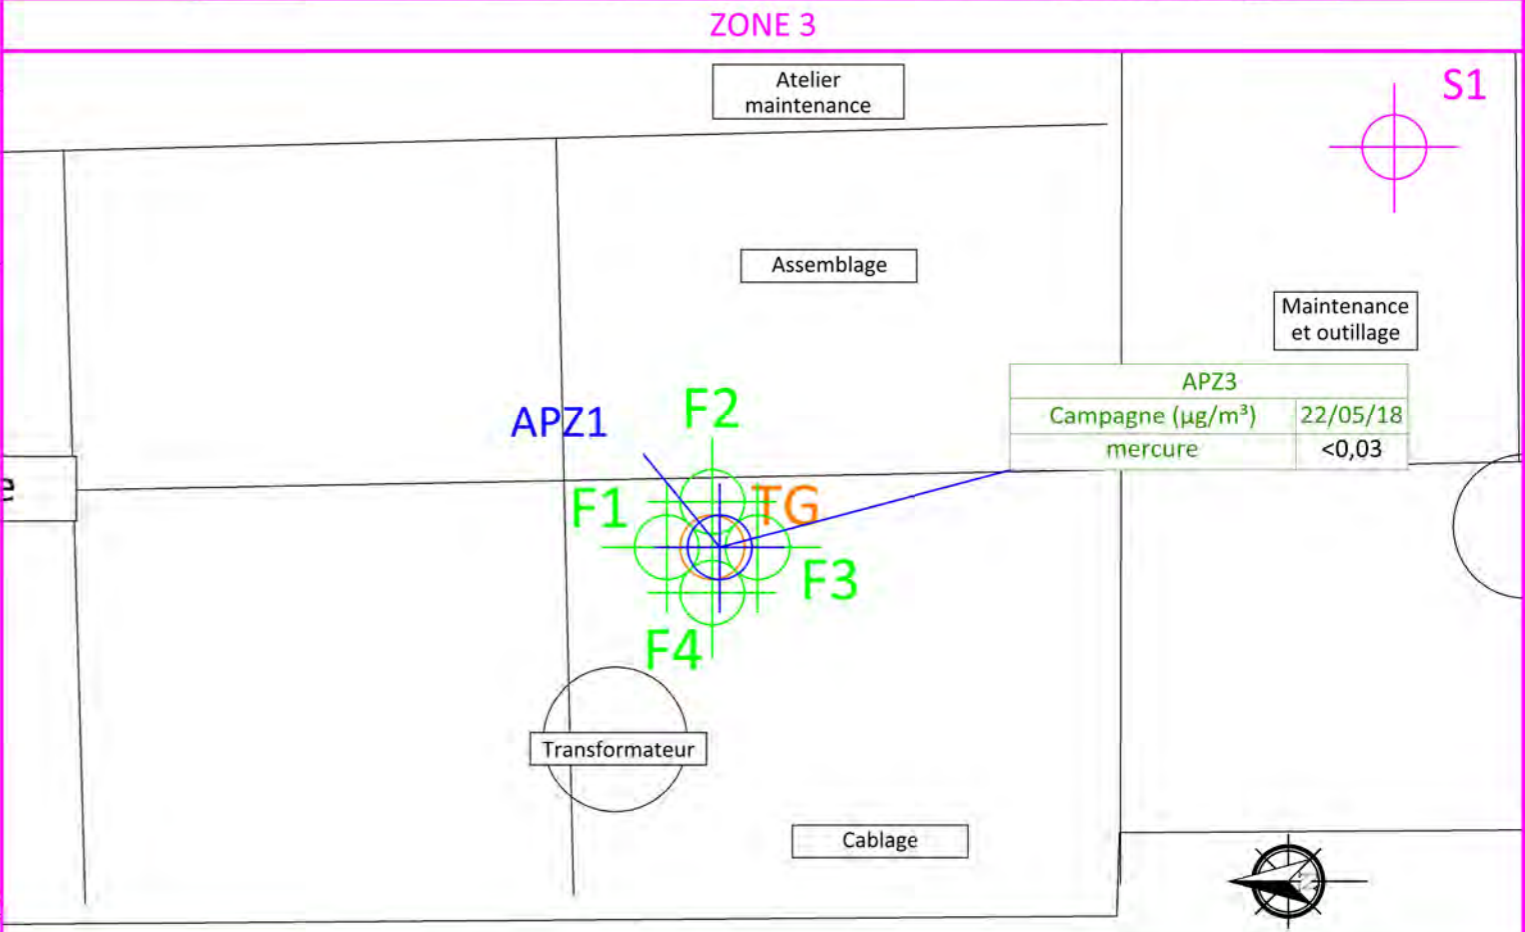 ZONE 3
Atelier
maintenance
S1
Assemblage
Maintenance
et outillage
APZ3
Campagne (µg/m³) 22/05/18
mercure <0,03
APZ1
F2
F1
TG
F3
F4
Transformateur
Cablage